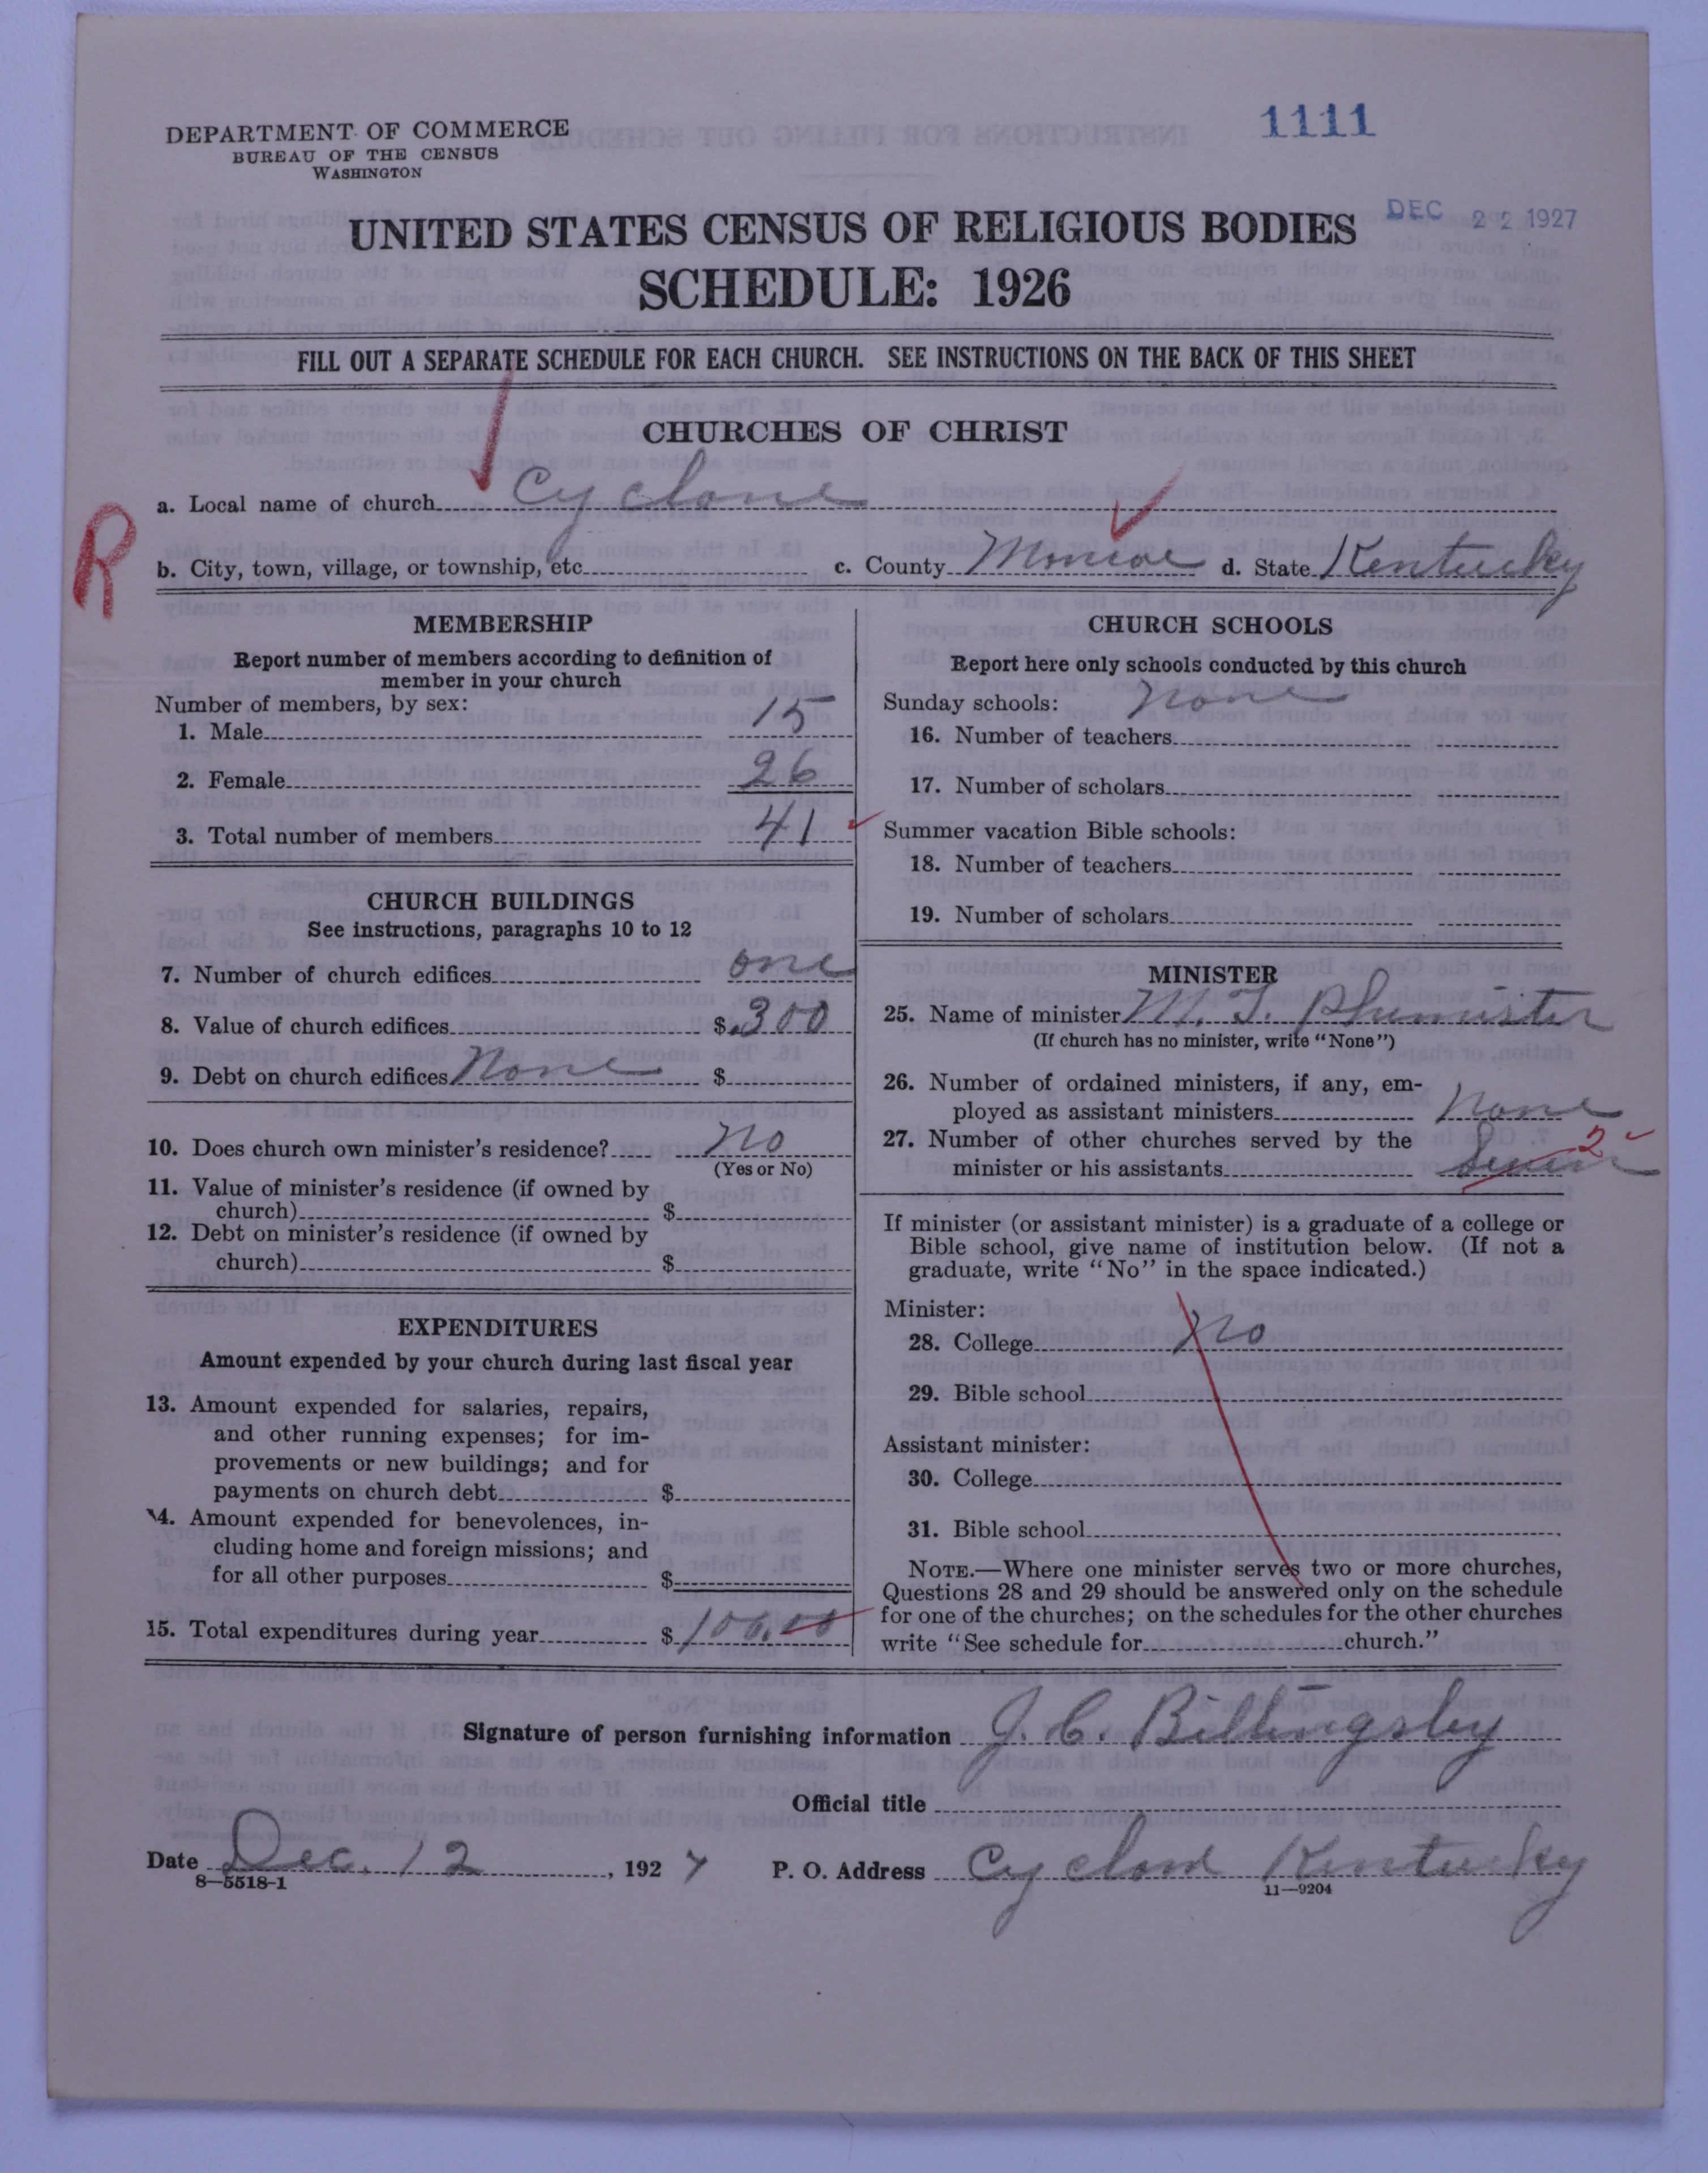 1111
DEPARTMENT OF COMMERCE
BUREAU OF THE CENSUS
WASHINGTON
DEC 22 1927
UNITED STATES CENSUS OF RELIGIOUS BODIES
SCHEDULE: 1926
FILL OUT A SEPARATE SCHEDULE FOR EACH CHURCH. SEE INSTRUCTIONS ON THE BACK OF THIS SHEET
CHURCHES OF CHRIST
a. Local name of church Cyclone
R
b. City, town, village, or township, etc. c. County Monroe d. State Kentucky
MEMBERSHIP
Report number of members according to definition of
member in your church
Number of members, by sex:
1. Male 15
2. Female 26
3. Total number of members 41
CHURCH BUILDINGS
See instructions, paragraphs 10 to 12
7. Number of church edifices one
8. Value of church edifices $ 300
9. Debt on church edifices None $
10. Does church own minister's residence? No
(Yes or No)
11. Value of minister's residence (if owned by
church) $
12. Debt on minister's residence (if owned by
church) $
EXPENDITURES
Amount expended by your church during last fiscal year
13. Amount expended for salaries, repairs,
and other running expenses; for im-
provements or new buildings; and for
payments on church debt $
14. Amount expended for benevolences, in-
cluding home and foreign missions; and
for all other purposes $
15. Total expenditures during year $ 100.00
CHURCH SCHOOLS
Report here only schools conducted by this church
Sunday schools: None
16. Number of teachers
17. Number of scholars
Summer vacation Bible schools:
18. Number of teachers
19. Number of scholars
MINISTER
25. Name of minister
(If church has no minister, write "None")
26. Number of ordained ministers, if any, em-
ployed as assistant ministers None
27. Number of other churches served by the 2
minister or his assistants
If minister (or assistant minister) is a graduate of a college or
Bible school, give name of institution below. (If not a
graduate, write "No" in the space indicated.)
Minister:
28. College No
29. Bible school
Assistant minister:
30. College
31. Bible school
NOTE.—Where one minister serves two or more churches,
Questions 28 and 29 should be answered only on the schedule
for one of the churches; on the schedules for the other churches
write "See schedule for church."
Signature of person furnishing information J. C. Billingsley
Official title
Date Dec. 12, 1927 P. O. Address Cyclone Kentucky
8—5518-1 11—9204